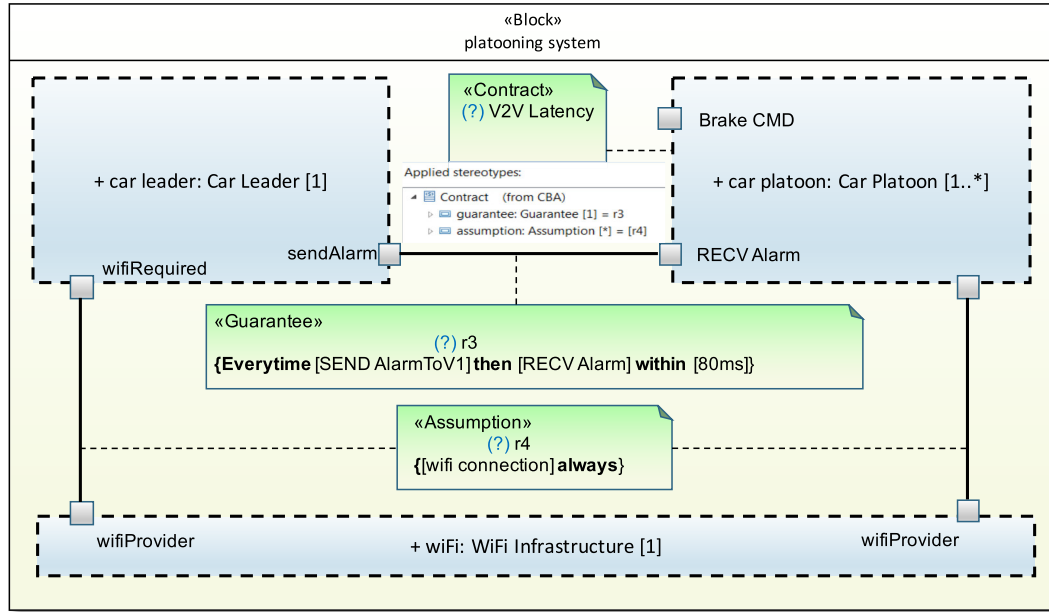 «Block»
platooning system
«Contract»
(?) V2V Latency
Brake CMD
Applied stereotypes:
+ car leader: Car Leader [1]
+ car platoon: Car Platoon [1..*]
Contract (from CBA)
guarantee: Guarantee [1] = r3
assumption: Assumption [*] = [r4]
sendAlarm
RECV Alarm
wifiRequired
«Guarantee»
(?) r3
{Everytime [SEND AlarmToV1] then [RECV Alarm] within [80ms]}
«Assumption»
(?) r4
{[wifi connection] always}
wifiProvider
+ wiFi: WiFi Infrastructure [1]
wifiProvider